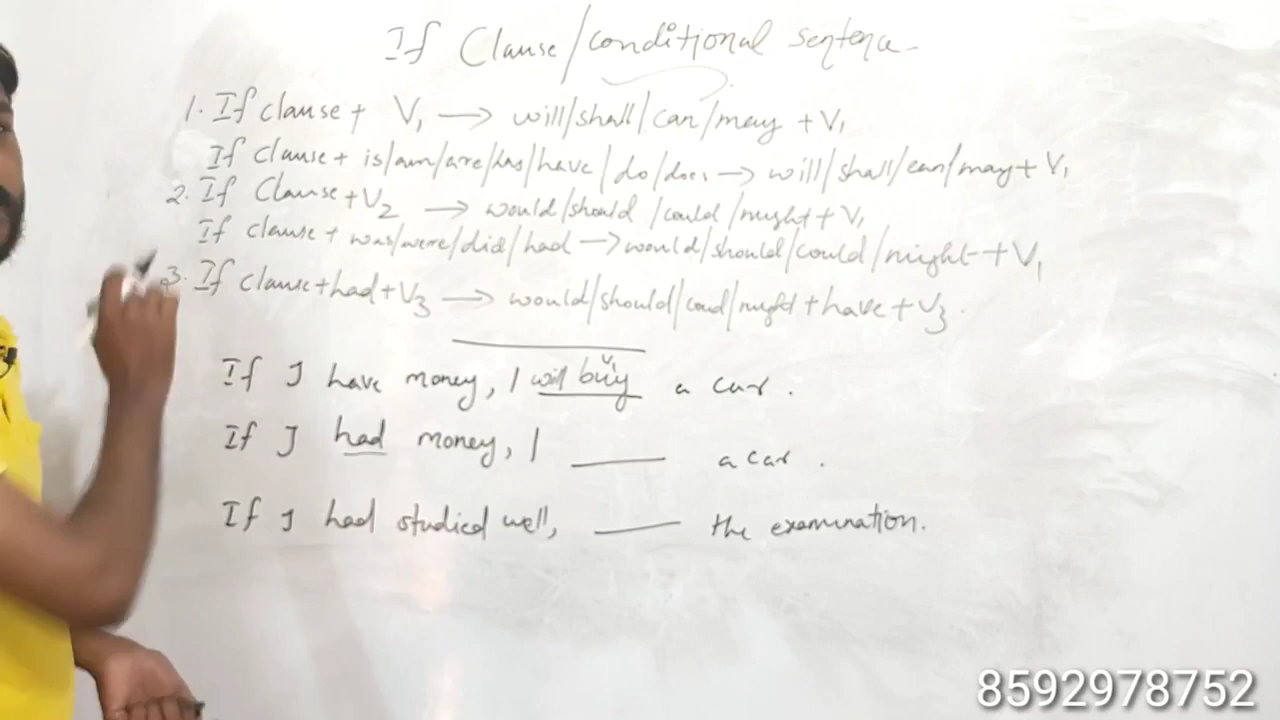 If Clause/conditional sentence
1. If clause + V1 → will/shall/can/may + V1
If Clause + is/am/are/has/have/do/does → will/shall/can/may + V1
2. If Clause + V2 → would/should/could/might + V1
If clause + was/were/did/had → would/should/could/might + V1
3. If clause + had + V3 → would/should/coud/might + have + V3.
If I have money, I will buy a car.
If I had money, I ____ a car.
If I had studied well, ____ the examination.
8592978752